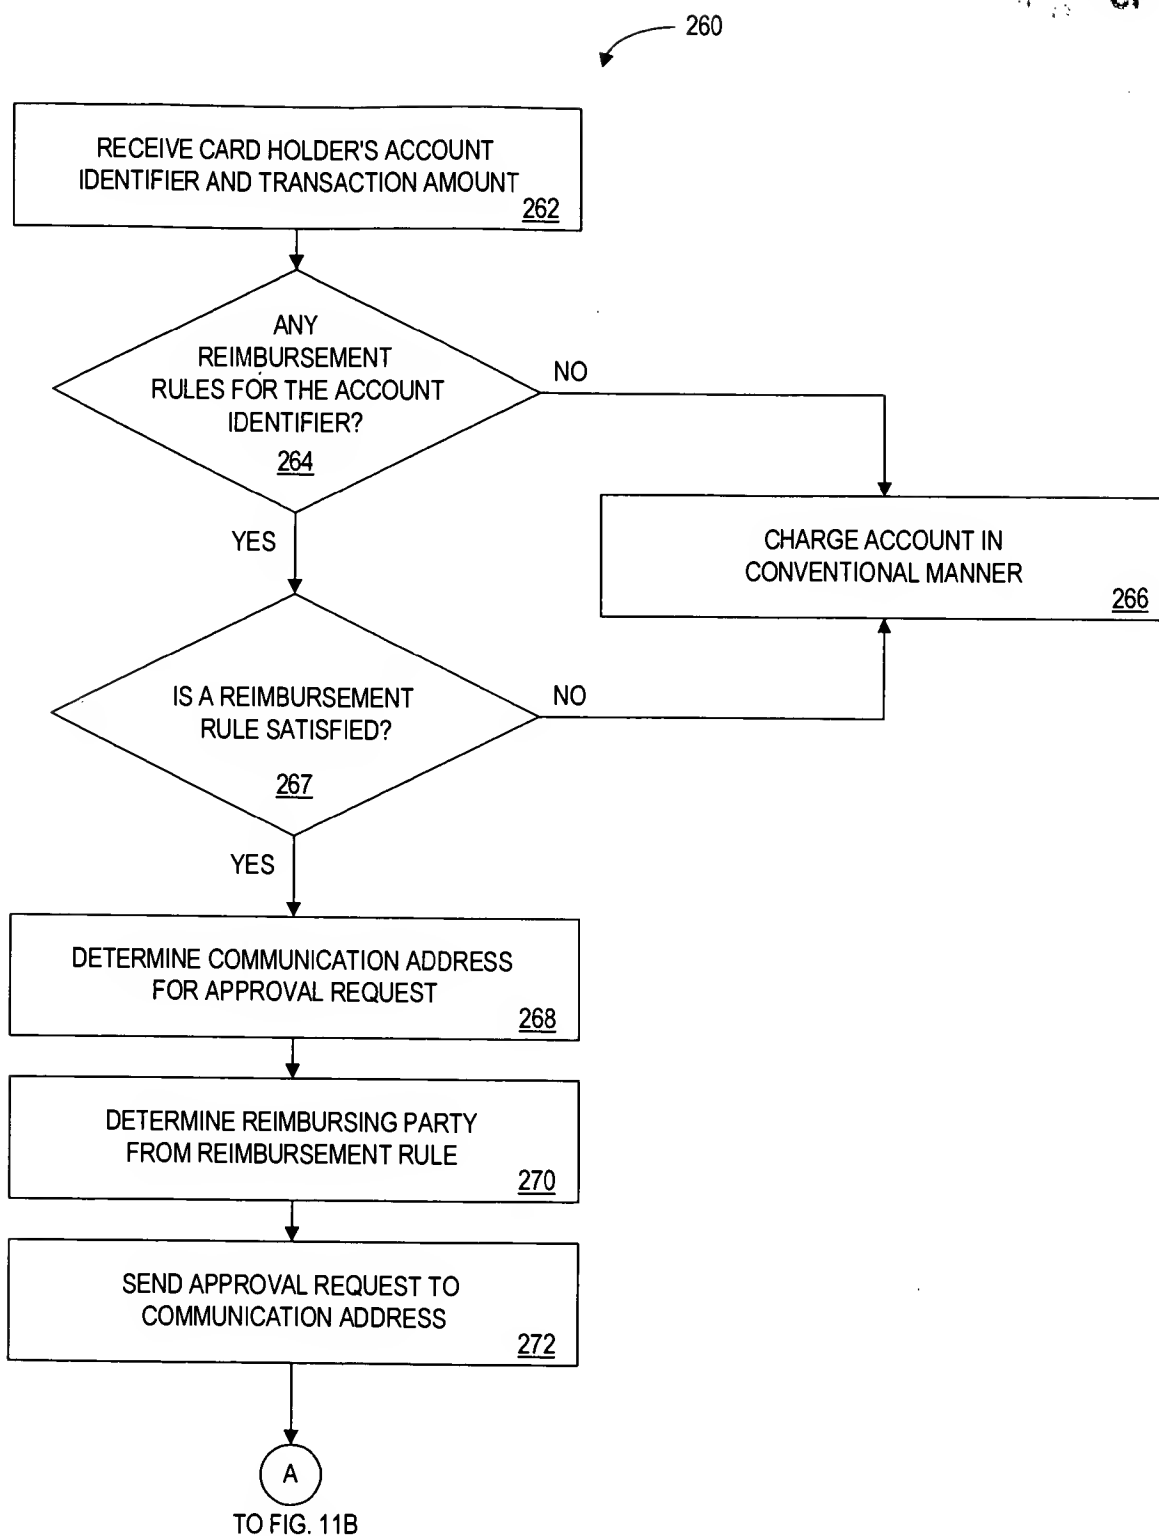 260
RECEIVE CARD HOLDER'S ACCOUNT
IDENTIFIER AND TRANSACTION AMOUNT
262
ANY
REIMBURSEMENT
RULES FOR THE ACCOUNT
IDENTIFIER?
264
NO
YES
CHARGE ACCOUNT IN
CONVENTIONAL MANNER
266
IS A REIMBURSEMENT
RULE SATISFIED?
267
NO
YES
DETERMINE COMMUNICATION ADDRESS
FOR APPROVAL REQUEST
268
DETERMINE REIMBURSING PARTY
FROM REIMBURSEMENT RULE
270
SEND APPROVAL REQUEST TO
COMMUNICATION ADDRESS
272
A
TO FIG. 11B